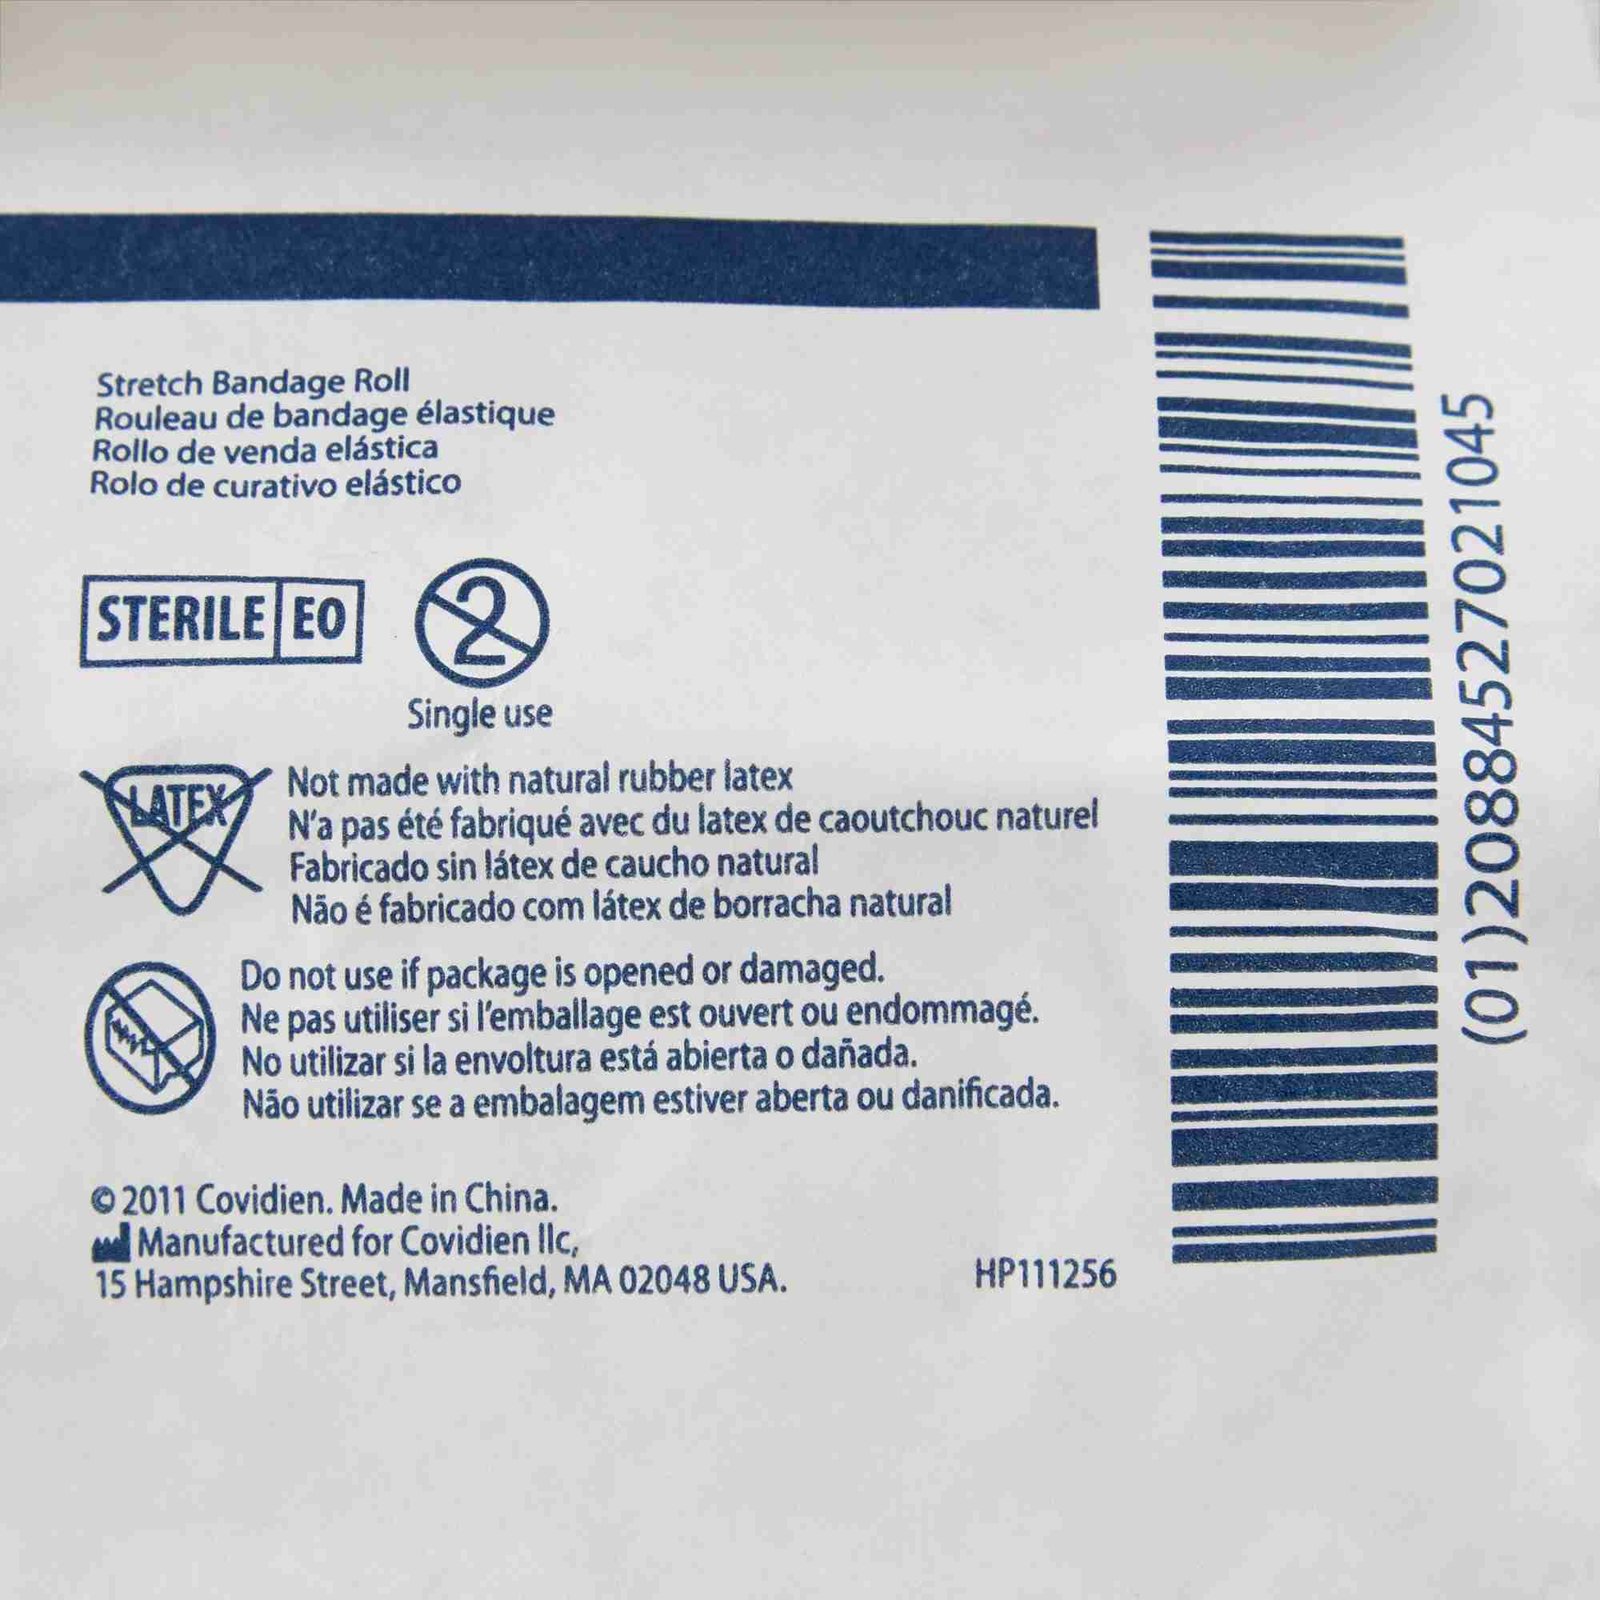 Stretch Bandage Roll
Rouleau de bandage élastique
Rollo de venda elástica
Rolo de curativo elástico
STERILE EO
2
Single use
LATEX
Not made with natural rubber latex
N'a pas été fabriqué avec du latex de caoutchouc naturel
Fabricado sin látex de caucho natural
Não é fabricado com látex de borracha natural
Do not use if package is opened or damaged.
Ne pas utiliser si l'emballage est ouvert ou endommagé.
No utilizar si la envoltura está abierta o dañada.
Não utilizar se a embalagem estiver aberta ou danificada.
© 2011 Covidien. Made in China.
Manufactured for Covidien llc,
15 Hampshire Street, Mansfield, MA 02048 USA.
HP111256
(01)20884527021045